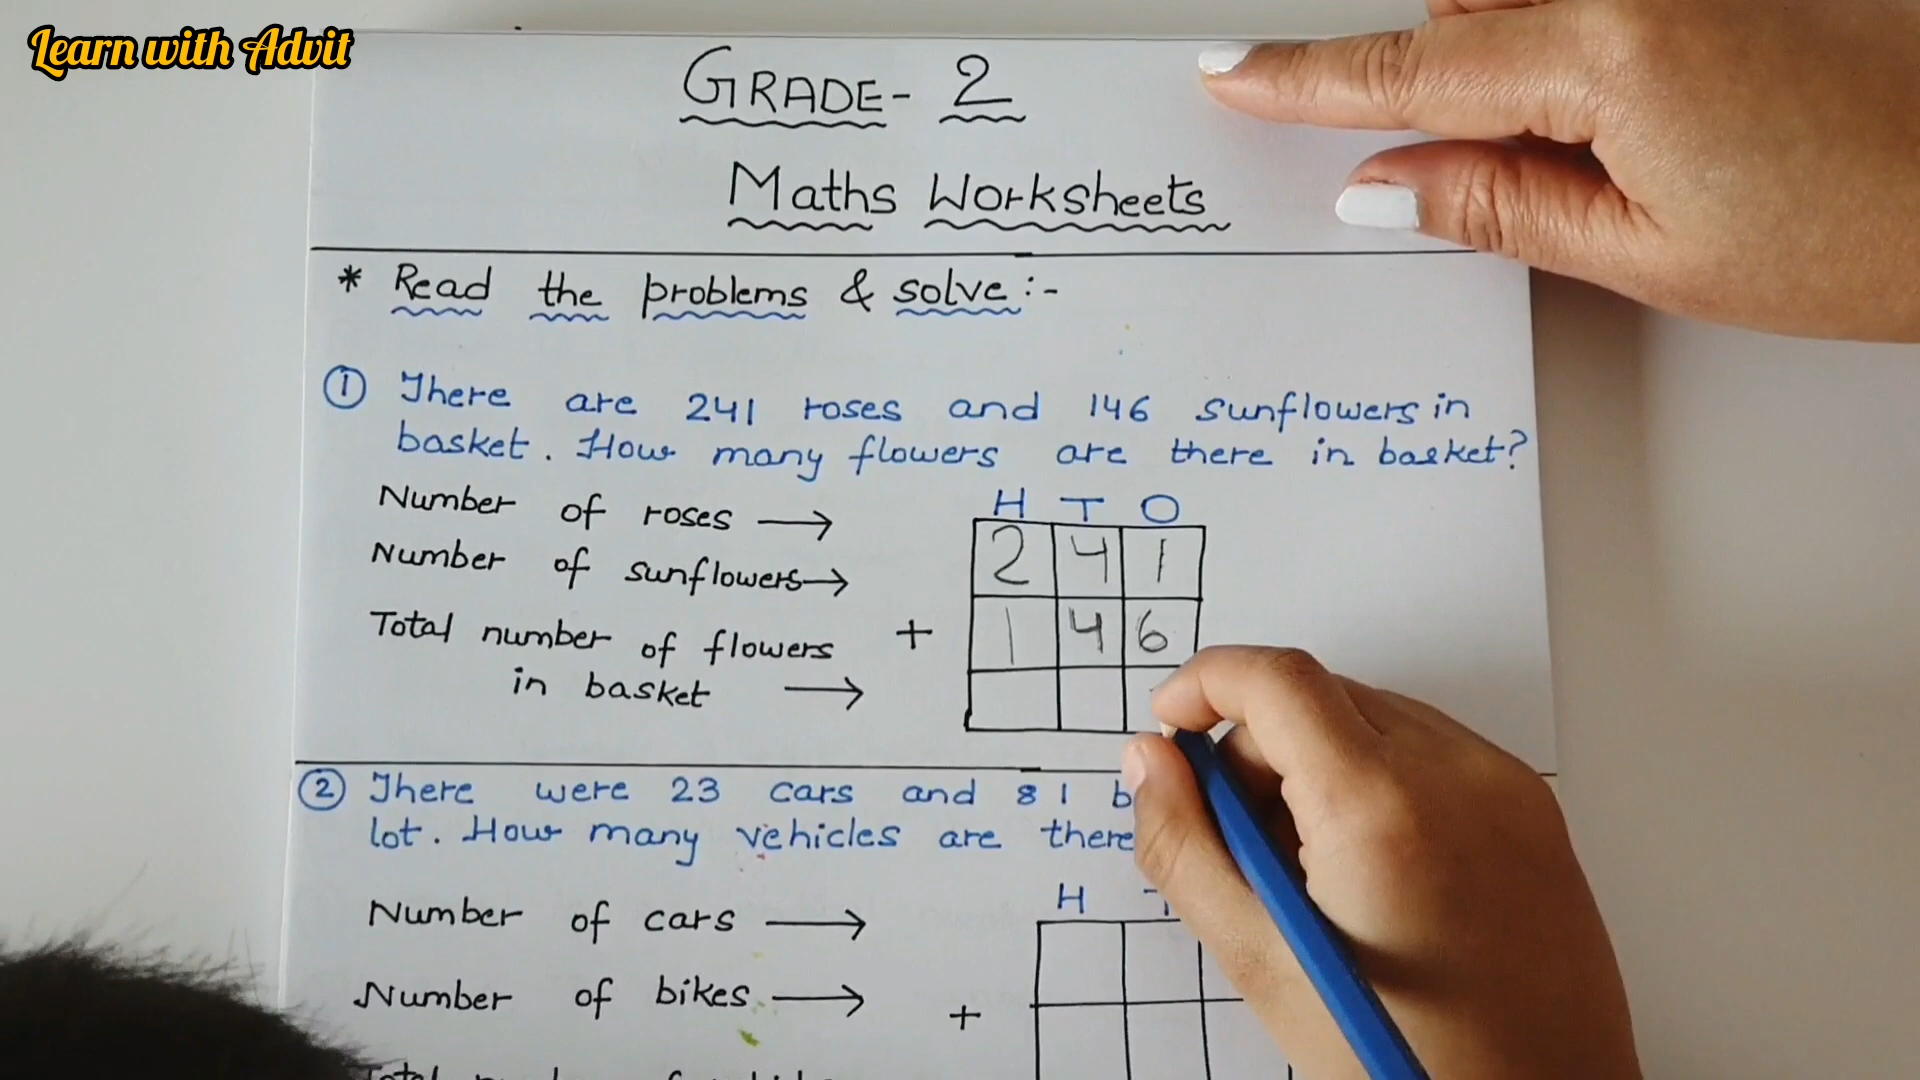 Learn with Advit
GRADE- 2
Maths Worksheets
* Read the problems & solve :-
① There are 241 roses and 146 sunflowers in
basket. How many flowers are there in basket?
H T O
Number of roses → 2 4 1
Number of sunflowers → + 1 4 6
Total number of flowers
in basket →
② There were 23 cars and 81
lot. How many vehicles are there
H T
Number of cars →
Number of bikes → +